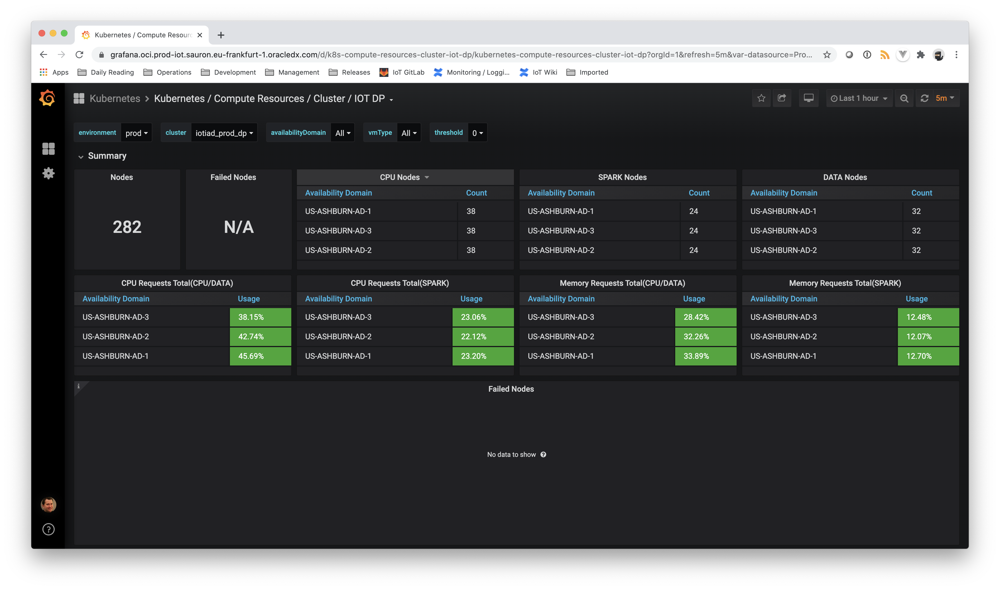 Kubernetes / Compute Resourc
grafana.oci.prod-iot.sauron.eu-frankfurt-1.oracledx.com/d/k8s-compute-resources-cluster-iot-dp/kubernetes-compute-resources-cluster-iot-dp?orgId=1&refresh=5m&var-datasource=Pro...
Apps Daily Reading Operations Development Management Releases IoT GitLab Monitoring / Loggi... IoT Wiki Imported
Kubernetes > Kubernetes / Compute Resources / Cluster / IOT DP
Last 1 hour 5m
environment prod cluster iotiad_prod_dp availabilityDomain All vmType All threshold 0
Summary
Nodes
282
Failed Nodes
N/A
CPU Nodes
Availability Domain Count
US-ASHBURN-AD-1 38
US-ASHBURN-AD-3 38
US-ASHBURN-AD-2 38
SPARK Nodes
Availability Domain Count
US-ASHBURN-AD-1 24
US-ASHBURN-AD-3 24
US-ASHBURN-AD-2 24
DATA Nodes
Availability Domain Count
US-ASHBURN-AD-1 32
US-ASHBURN-AD-3 32
US-ASHBURN-AD-2 32
CPU Requests Total(CPU/DATA)
Availability Domain Usage
US-ASHBURN-AD-3 38.15%
US-ASHBURN-AD-2 42.74%
US-ASHBURN-AD-1 45.69%
CPU Requests Total(SPARK)
Availability Domain Usage
US-ASHBURN-AD-3 23.06%
US-ASHBURN-AD-2 22.12%
US-ASHBURN-AD-1 23.20%
Memory Requests Total(CPU/DATA)
Availability Domain Usage
US-ASHBURN-AD-3 28.42%
US-ASHBURN-AD-2 32.26%
US-ASHBURN-AD-1 33.89%
Memory Requests Total(SPARK)
Availability Domain Usage
US-ASHBURN-AD-3 12.48%
US-ASHBURN-AD-2 12.07%
US-ASHBURN-AD-1 12.70%
Failed Nodes
No data to show